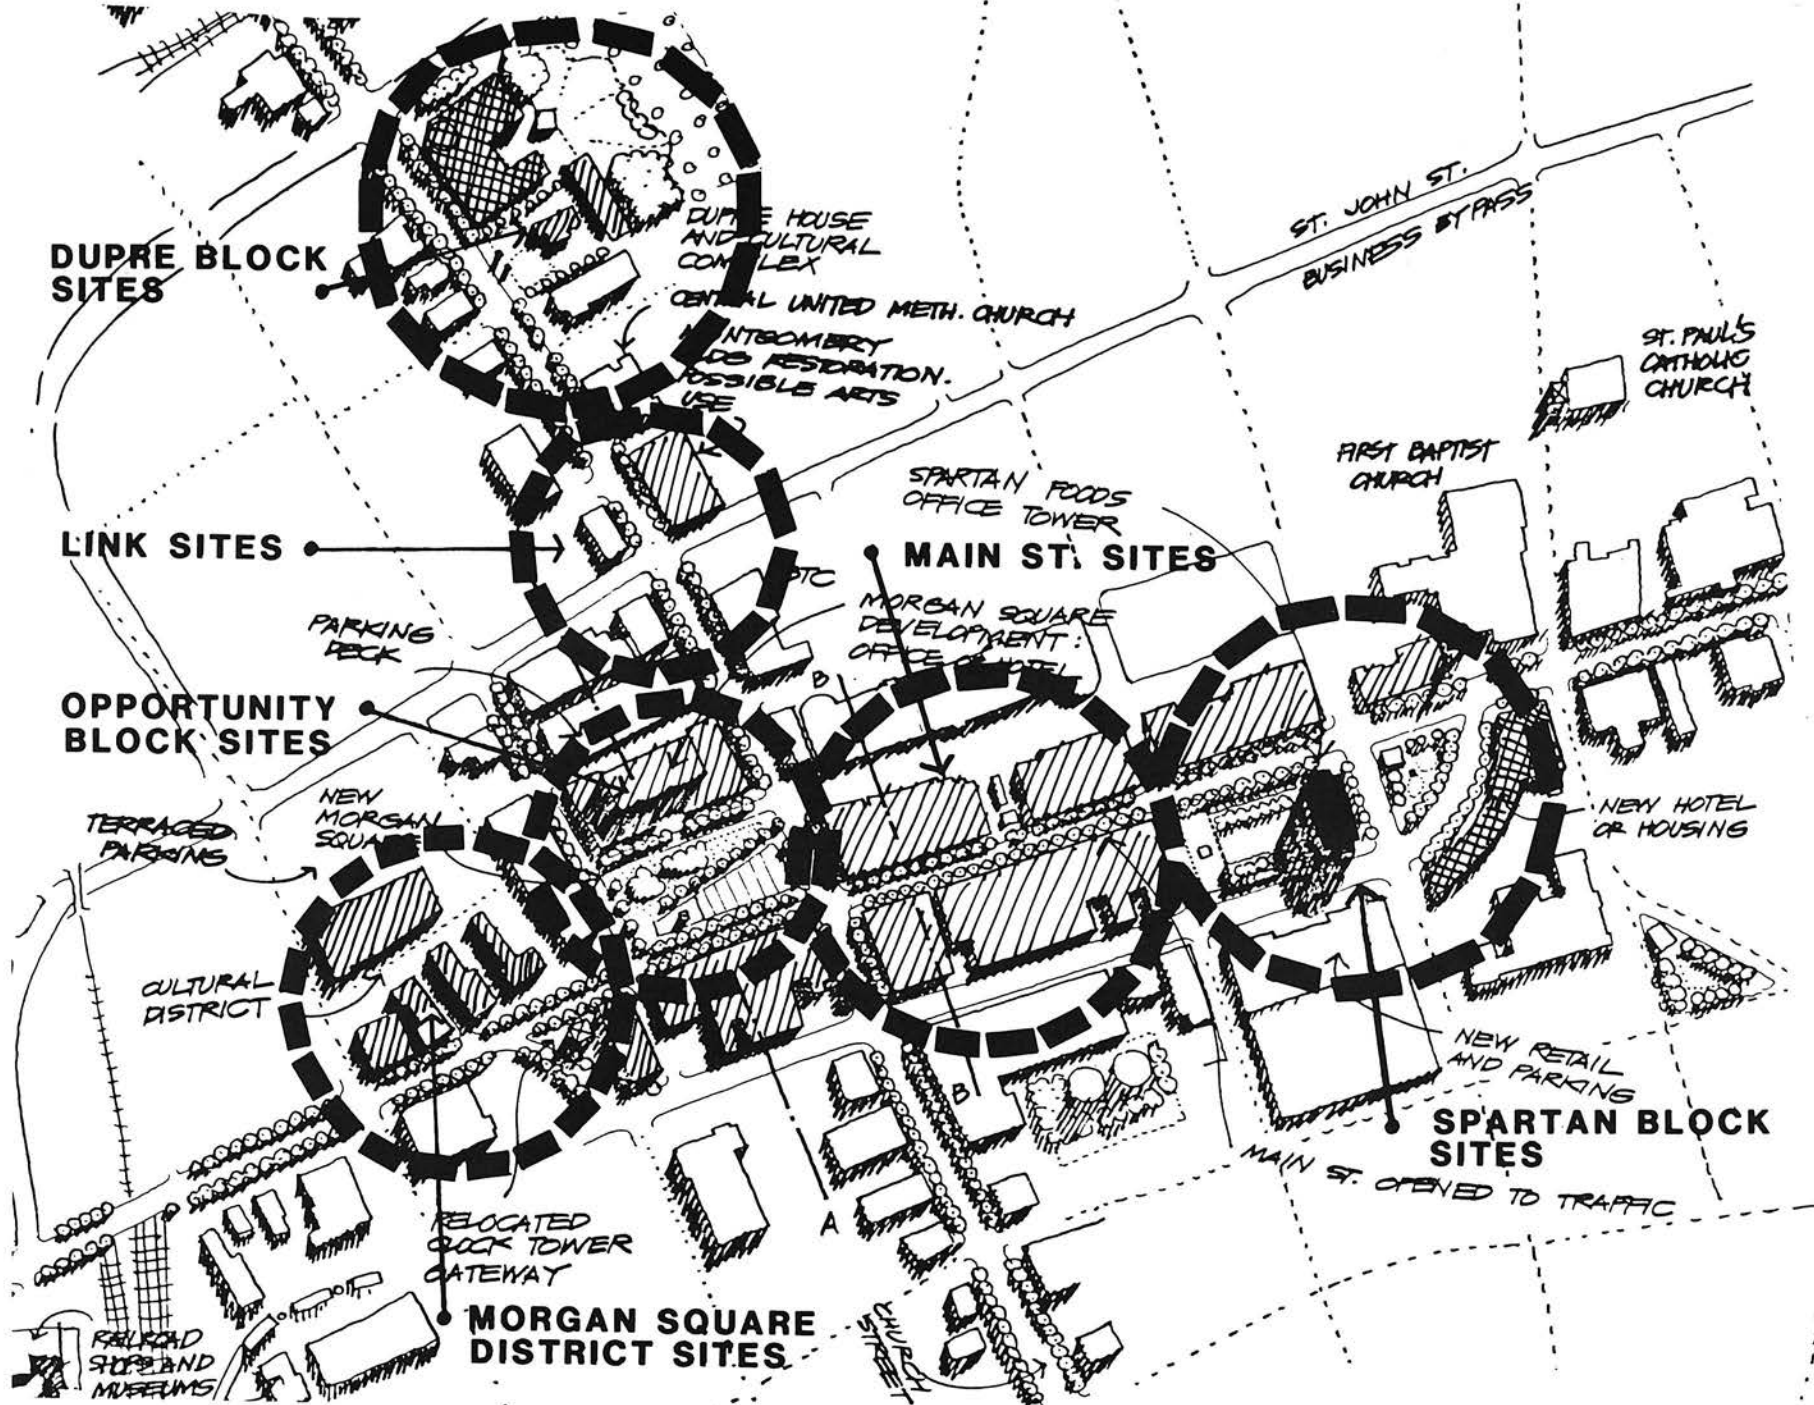 DUPRE HOUSE
AND CULTURAL
COMPLEX
DUPRE BLOCK
SITES
CENTRAL UNITED METH. CHURCH
MONTGOMERY
BLDG RESTORATION.
POSSIBLE ARTS
USE
ST. JOHN ST.
BUSINESS BYPASS
ST. PAUL'S
CATHOLIC
CHURCH
FIRST BAPTIST
CHURCH
SPARTAN FOODS
OFFICE TOWER
LINK SITES
MAIN ST. SITES
PARKING
DECK
MORGAN SQUARE
DEVELOPMENT:
OFFICE OR HOTEL
B
OPPORTUNITY
BLOCK SITES
NEW
MORGAN
SQUARE
TERRACED
PARKING
NEW HOTEL
OR HOUSING
CULTURAL
DISTRICT
NEW RETAIL
AND PARKING
B
SPARTAN BLOCK
SITES
MAIN ST. OPENED TO TRAFFIC
A
RELOCATED
CLOCK TOWER
GATEWAY
MORGAN SQUARE
DISTRICT SITES
CHURCH
STREET
RAILROAD
SHOPS AND
MUSEUMS